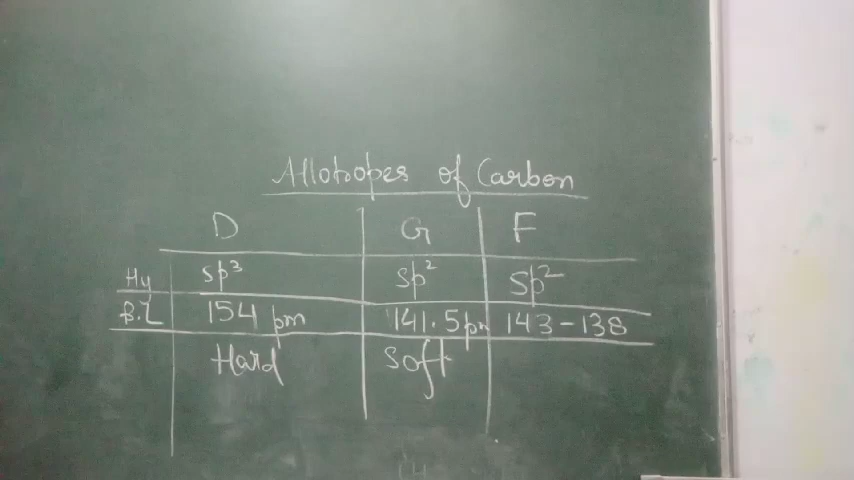 Allotropes of Carbon
D G F
Hy sp³ sp² sp²
B.L 154 pm 141.5pm 143-138
Hard Soft